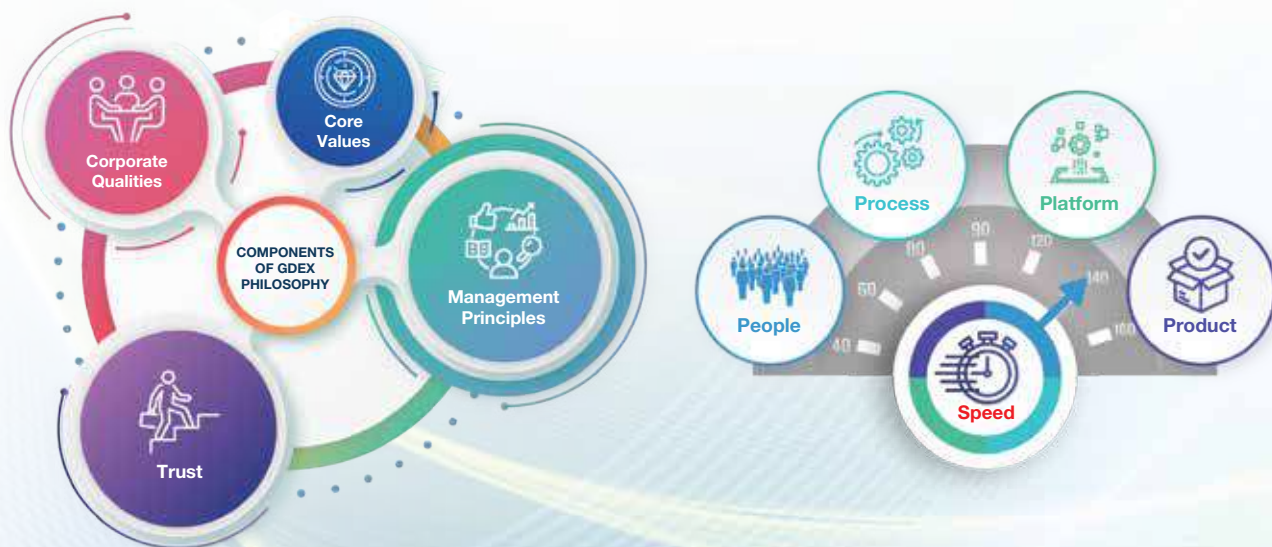 Core
Values
Corporate
Qualities
COMPONENTS
OF GDEX
PHILOSOPHY
Management
Principles
Trust
Process
Platform
People
Product
Speed
40
60
80
90
120
140
160